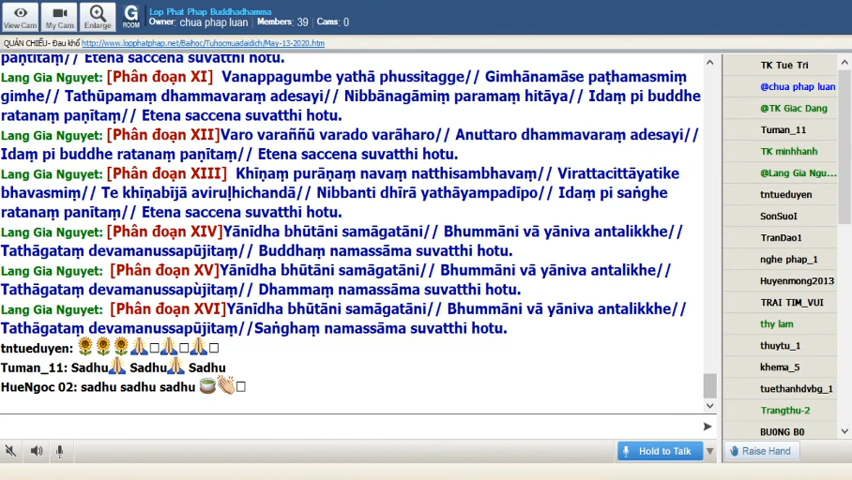 View Cam
My Cam
Enlarge
G
ROOM
Lop Phat Phap Buddhadhamma
Owner: chua phap luan Members: 39 Cams: 0
QUÁN CHIẾU- Đau khổ http://www.lophatphap.net/Baihoc/Tuhocmuadaidich/May-13-2020.htm
paṇītaṃ// Etena saccena suvatthi hotu.
Lang Gia Nguyet: [Phân đoạn XI] Vanappagumbe yathā phussitagge// Gimhānamāse paṭhamasmiṃ
gimhe// Tathūpamaṃ dhammavaraṃ adesayi// Nibbānagāmiṃ paramaṃ hitāya// Idaṃ pi buddhe
ratanaṃ paṇītaṃ// Etena saccena suvatthi hotu.
Lang Gia Nguyet: [Phân đoạn XII] Varo varaññū varado varāharo// Anuttaro dhammavaraṃ adesayi//
Idaṃ pi buddhe ratanaṃ paṇītaṃ// Etena saccena suvatthi hotu.
Lang Gia Nguyet: [Phân đoạn XIII] Khīṇaṃ purāṇaṃ navaṃ natthisambhavaṃ// Virattacittāyatike
bhavasmiṃ// Te khīṇabījā aviruḷhichandā// Nibbanti dhīrā yathāyampadīpo// Idaṃ pi saṅghe
ratanaṃ panītaṃ// Etena saccena suvatthi hotu.
Lang Gia Nguyet: [Phân đoạn XIV] Yānīdha bhūtāni samāgatāni// Bhummāni vā yāniva antalikkhe//
Tathāgataṃ devamanussapūjitaṃ// Buddhaṃ namassāma suvatthi hotu.
Lang Gia Nguyet: [Phân đoạn XV]Yānīdha bhūtāni samāgatāni// Bhummāni vā yāniva antalikhe//
Tathāgataṃ devamanussapùjitaṃ// Dhammaṃ namassāma suvatthi hotu.
Lang Gia Nguyet: [Phân đoạn XVI]Yānīdha bhūtāni samāgatāni// Bhummāni vā yāniva antalikkhe//
Tathāgataṃ devamanussapūjitaṃ//Saṅghaṃ namassāma suvatthi hotu.
tntueduyen: 🌻🌻🌻🙏□🙏□🙏□
Tuman_11: Sadhu🙏 Sadhu🙏 Sadhu
HueNgoc 02: sadhu sadhu sadhu 🍵👏□
Hold to Talk
TK Tue Tri
@chua phap luan
@TK Giac Dang
Tuman_11
TK minhhanh
@Lang Gia Ngu...
tntueduyen
SonSuoI
TranDao1
nghe phap_1
Huyenmong2013
TRAI TIM_VUI
thy lam
thuytu_1
khema_5
tuethanhdvbg_1
Trangthu-2
BUONG BO
Raise Hand